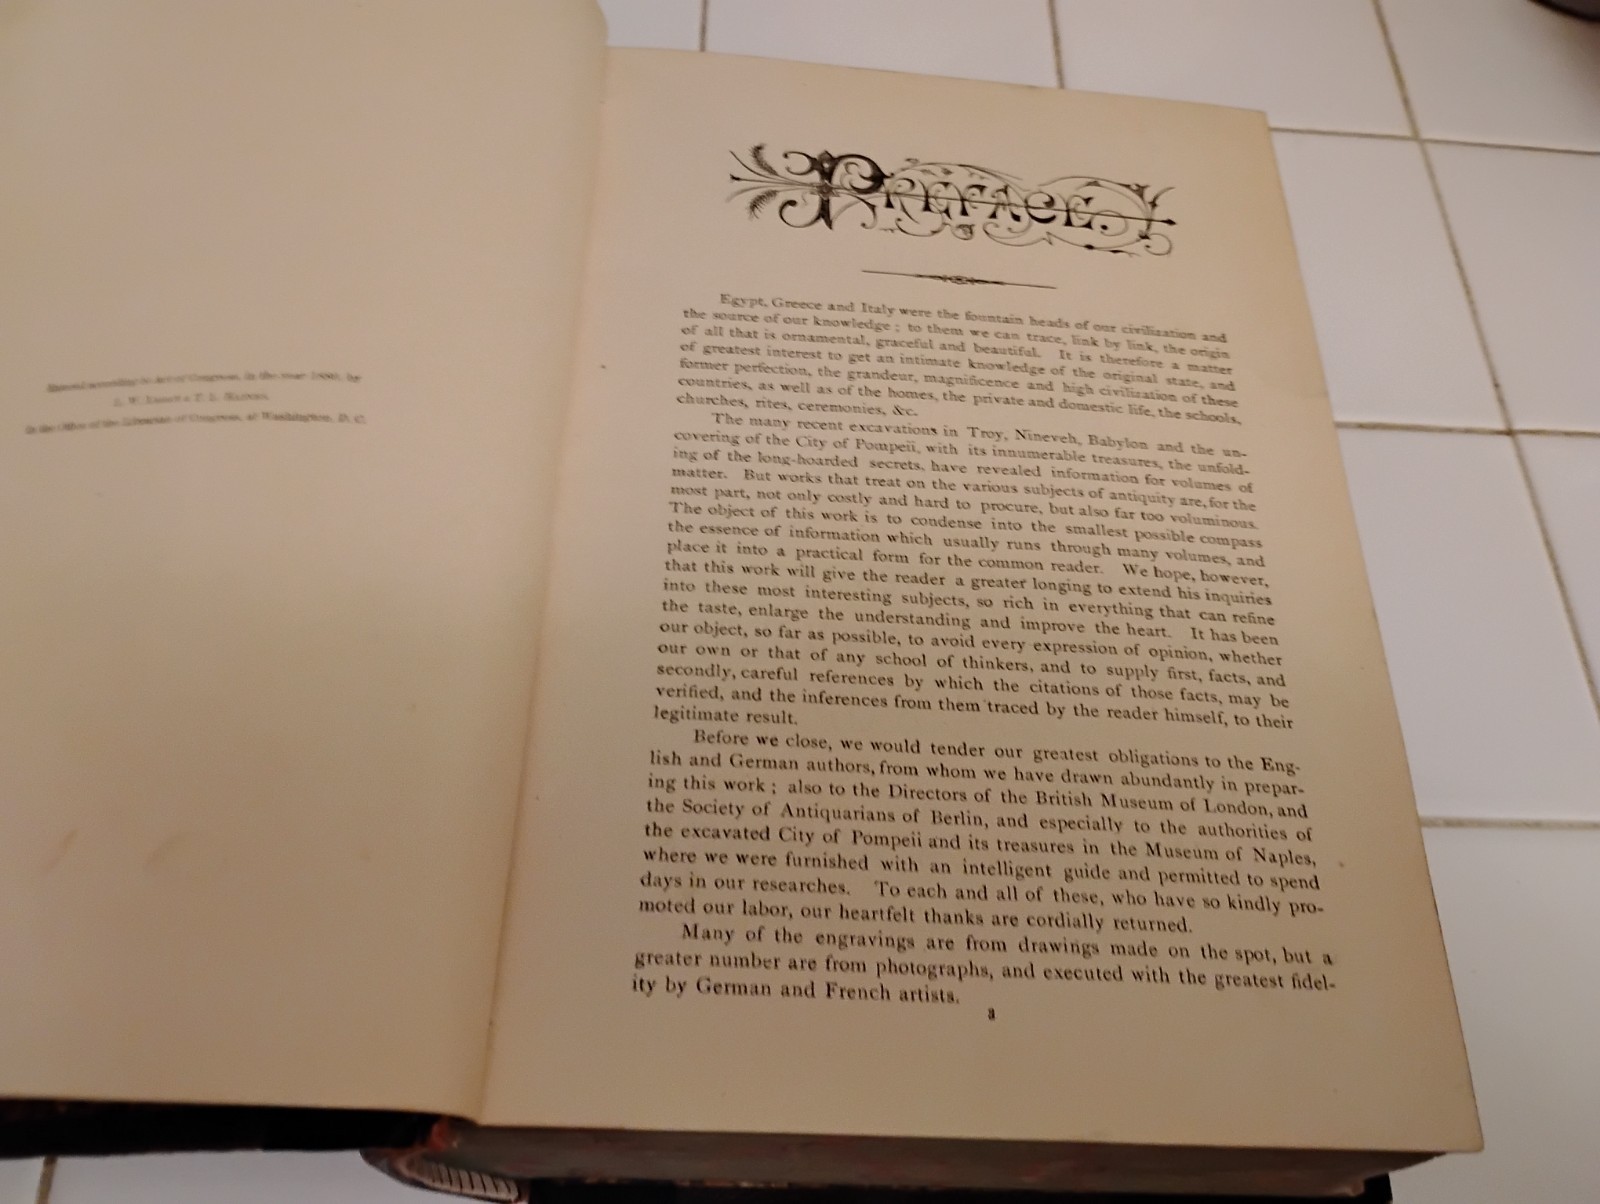 Entered according to Act of Congress, in the year 1880, by
In the Office of the Librarian of Congress, at Washington, D. C.
PREFACE
Egypt, Greece and Italy were the fountain heads of our civilization and
the source of our knowledge; to them we can trace, link by link, the origin
of all that is ornamental, graceful and beautiful. It is therefore a matter
of greatest interest to get an intimate knowledge of the original state, and
former perfection, the grandeur, magnificence and high civilization of these
countries, as well as of the homes, the private and domestic life, the schools,
churches, rites, ceremonies, &c.
The many recent excavations in Troy, Nineveh, Babylon and the un-
covering of the City of Pompeii, with its innumerable treasures, the unfold-
ing of the long-hoarded secrets, have revealed information for volumes of
matter. But works that treat on the various subjects of antiquity are, for the
most part, not only costly and hard to procure, but also far too voluminous.
The object of this work is to condense into the smallest possible compass
the essence of information which usually runs through many volumes, and
place it into a practical form for the common reader. We hope, however,
that this work will give the reader a greater longing to extend his inquiries
into these most interesting subjects, so rich in everything that can refine
the taste, enlarge the understanding and improve the heart. It has been
our object, so far as possible, to avoid every expression of opinion, whether
our own or that of any school of thinkers, and to supply first, facts, and
secondly, careful references by which the citations of those facts, may be
verified, and the inferences from them traced by the reader himself, to their
legitimate result.
Before we close, we would tender our greatest obligations to the Eng-
lish and German authors, from whom we have drawn abundantly in prepar-
ing this work; also to the Directors of the British Museum of London, and
the Society of Antiquarians of Berlin, and especially to the authorities of
the excavated City of Pompeii and its treasures in the Museum of Naples,
where we were furnished with an intelligent guide and permitted to spend
days in our researches. To each and all of these, who have so kindly pro-
moted our labor, our heartfelt thanks are cordially returned.
Many of the engravings are from drawings made on the spot, but a
greater number are from photographs, and executed with the greatest fidel-
ity by German and French artists.
a